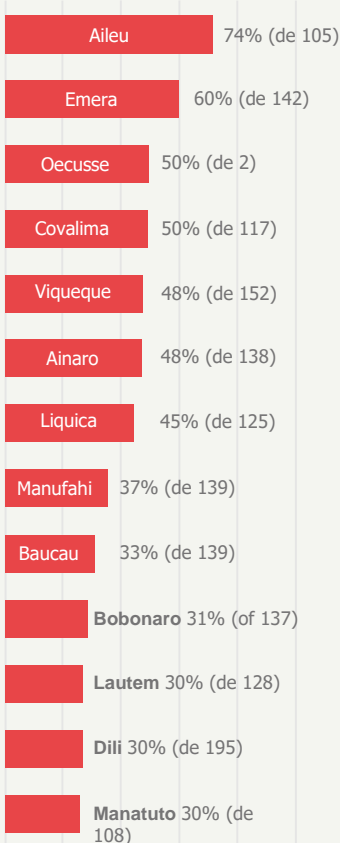 Aileu 74% (de 105)
Emera 60% (de 142)
Oecusse 50% (de 2)
Covalima 50% (de 117)
Viqueque 48% (de 152)
Ainaro 48% (de 138)
Liquica 45% (de 125)
Manufahi 37% (de 139)
Baucau 33% (de 139)
Bobonaro 31% (of 137)
Lautem 30% (de 128)
Dili 30% (de 195)
Manatuto 30% (de
108)